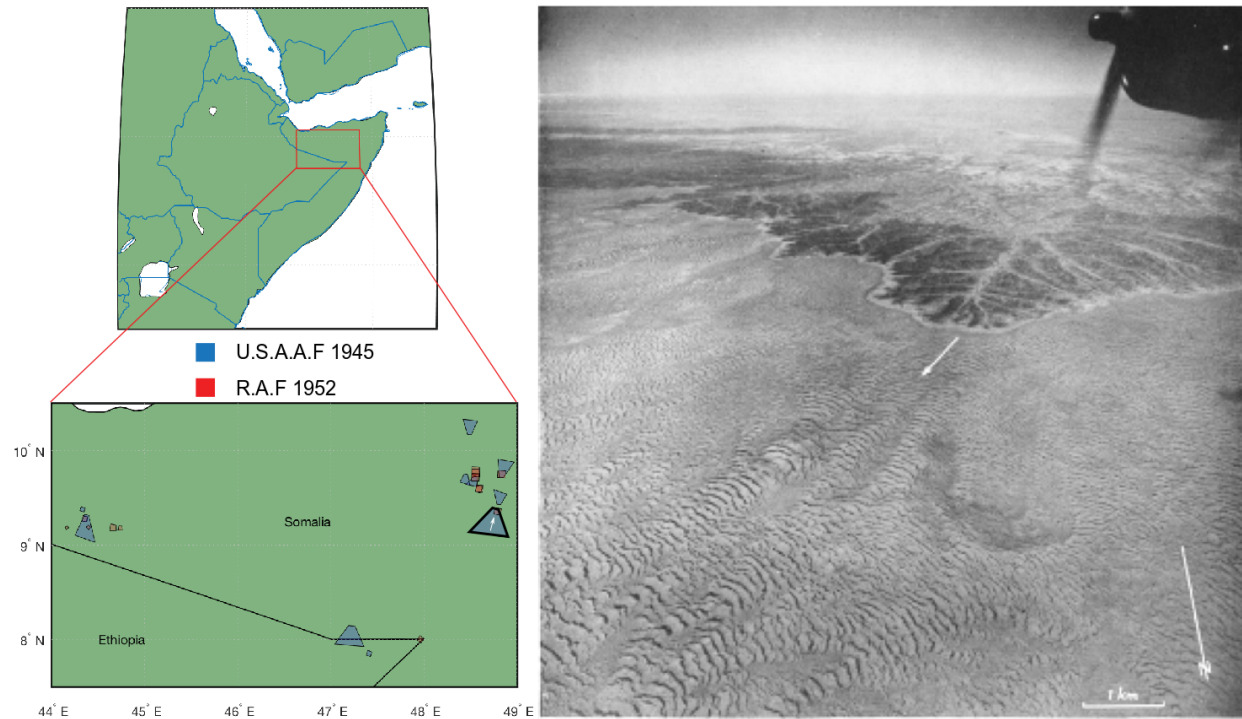 U.S.A.A.F 1945
R.A.F 1952
10° N
9° N
8° N
Somalia
Ethiopia
44° E
45° E
46° E
47° E
48° E
49° E
1 km
N